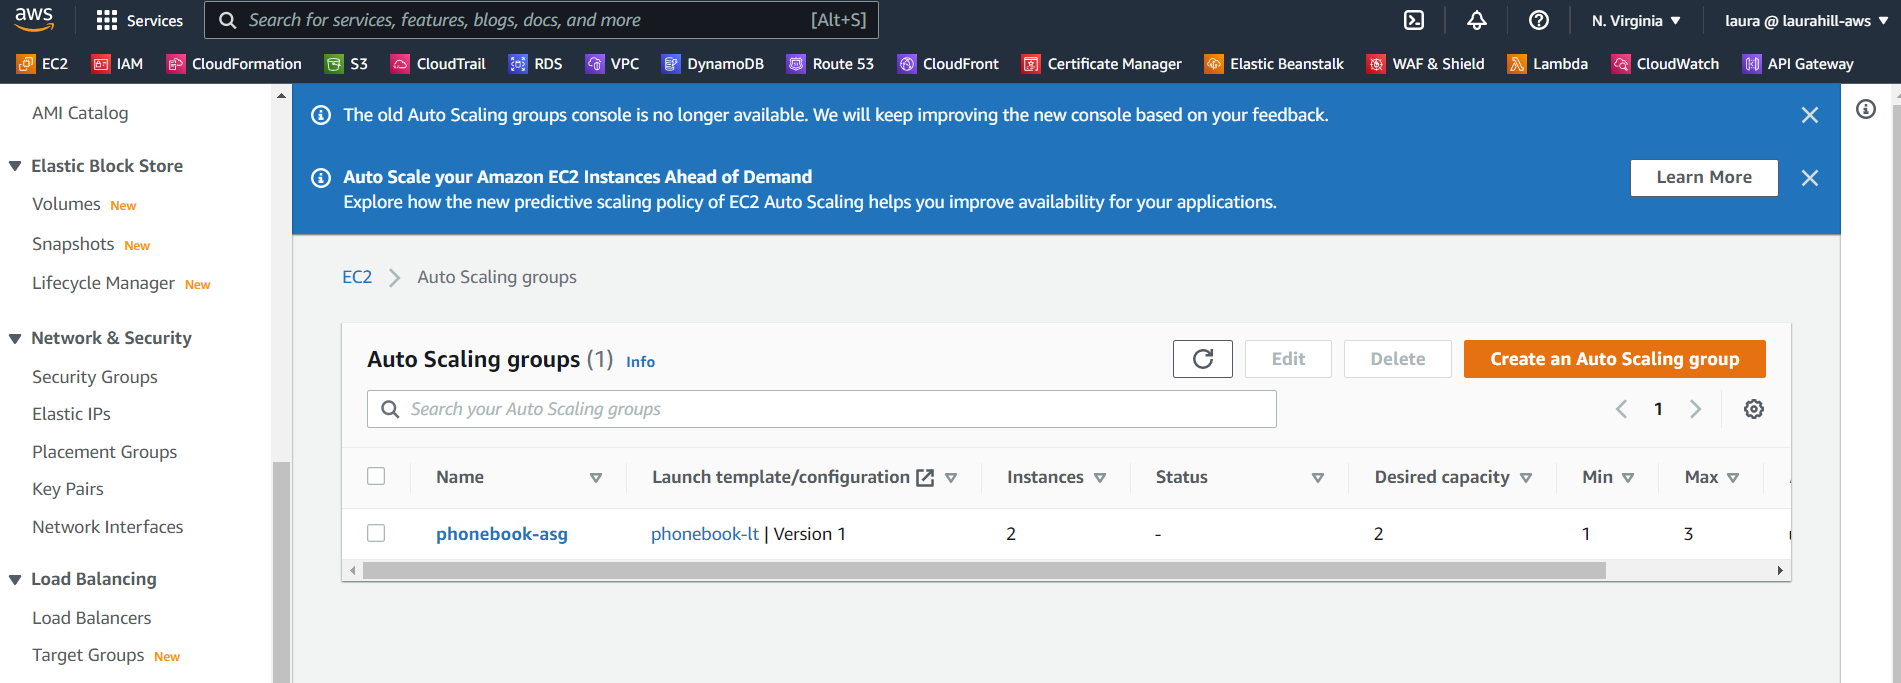 aws Services Search for services, features, blogs, docs, and more [Alt+S] N. Virginia ▼ laura @ laurahill-aws ▼
EC2 IAM CloudFormation S3 CloudTrail RDS VPC DynamoDB Route 53 CloudFront Certificate Manager Elastic Beanstalk WAF & Shield Lambda CloudWatch API Gateway
AMI Catalog
Elastic Block Store
Volumes New
Snapshots New
Lifecycle Manager New
Network & Security
Security Groups
Elastic IPs
Placement Groups
Key Pairs
Network Interfaces
Load Balancing
Load Balancers
Target Groups New
The old Auto Scaling groups console is no longer available. We will keep improving the new console based on your feedback.
Auto Scale your Amazon EC2 Instances Ahead of Demand
Explore how the new predictive scaling policy of EC2 Auto Scaling helps you improve availability for your applications.
Learn More
EC2 > Auto Scaling groups
Auto Scaling groups (1) Info
Edit Delete Create an Auto Scaling group
Search your Auto Scaling groups
< 1 >
Name Launch template/configuration Instances Status Desired capacity Min Max
phonebook-asg phonebook-lt | Version 1 2 - 2 1 3